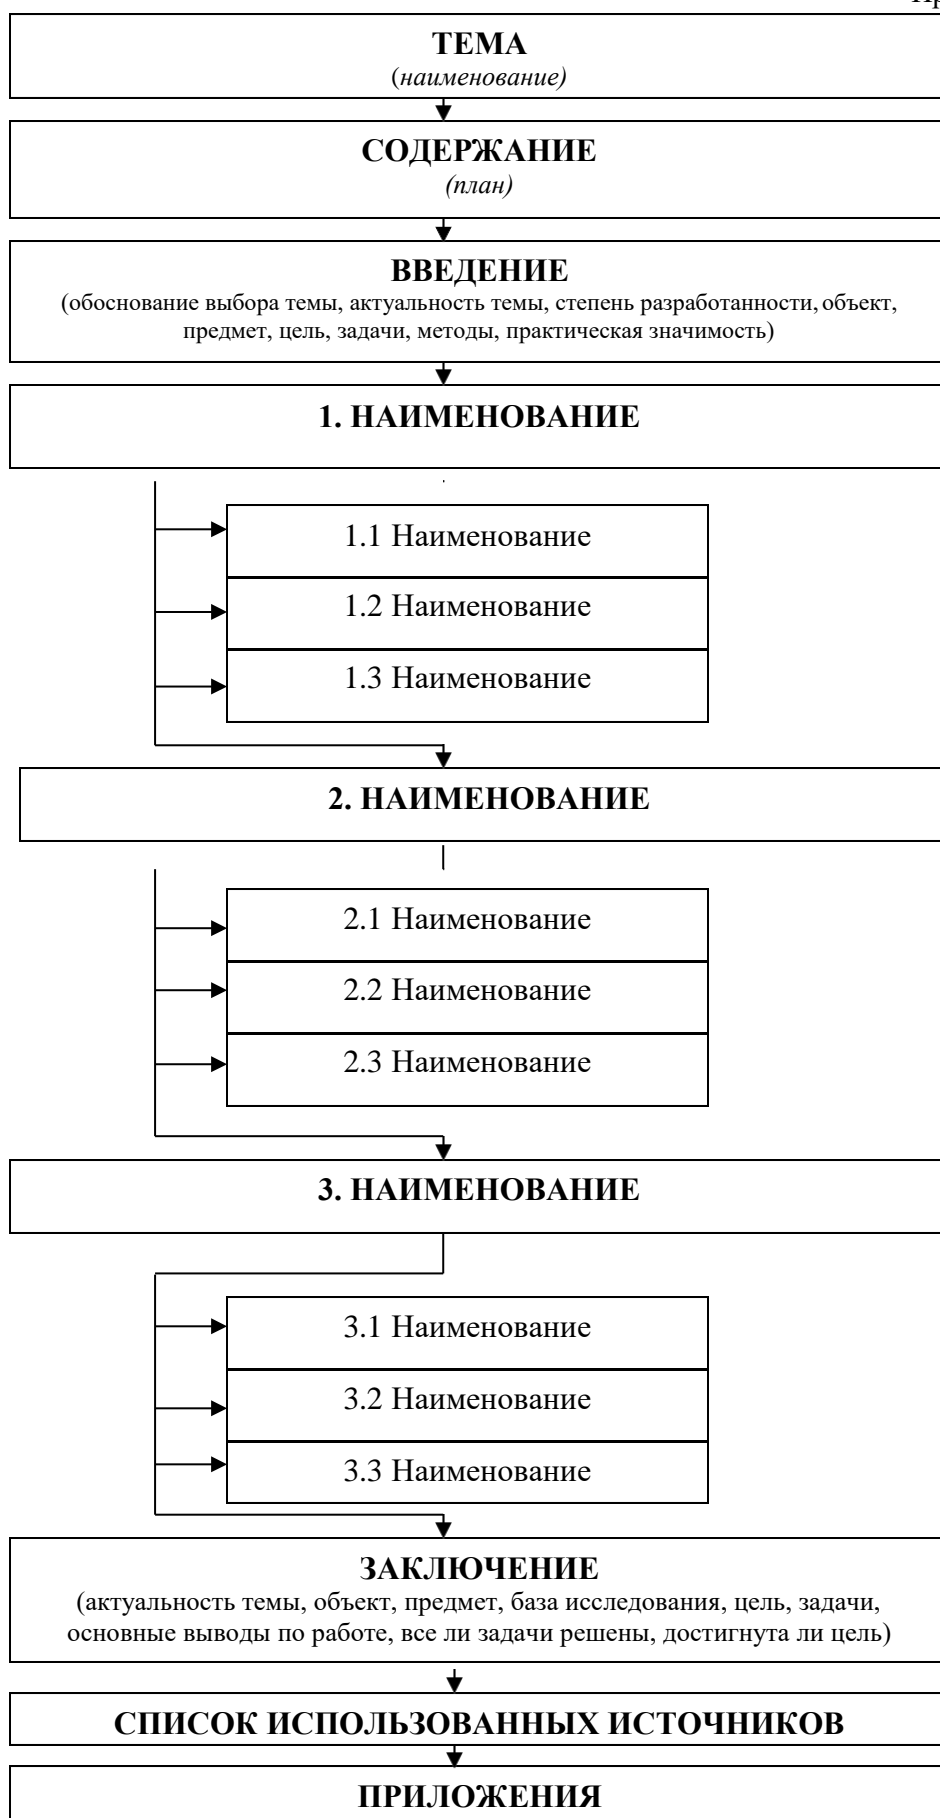 ТЕМА
(наименование)
СОДЕРЖАНИЕ
(план)
ВВЕДЕНИЕ
(обоснование выбора темы, актуальность темы, степень разработанности, объект,
предмет, цель, задачи, методы, практическая значимость)
1. НАИМЕНОВАНИЕ
1.1 Наименование
1.2 Наименование
1.3 Наименование
2. НАИМЕНОВАНИЕ
2.1 Наименование
2.2 Наименование
2.3 Наименование
3. НАИМЕНОВАНИЕ
3.1 Наименование
3.2 Наименование
3.3 Наименование
ЗАКЛЮЧЕНИЕ
(актуальность темы, объект, предмет, база исследования, цель, задачи,
основные выводы по работе, все ли задачи решены, достигнута ли цель)
СПИСОК ИСПОЛЬЗОВАННЫХ ИСТОЧНИКОВ
ПРИЛОЖЕНИЯ